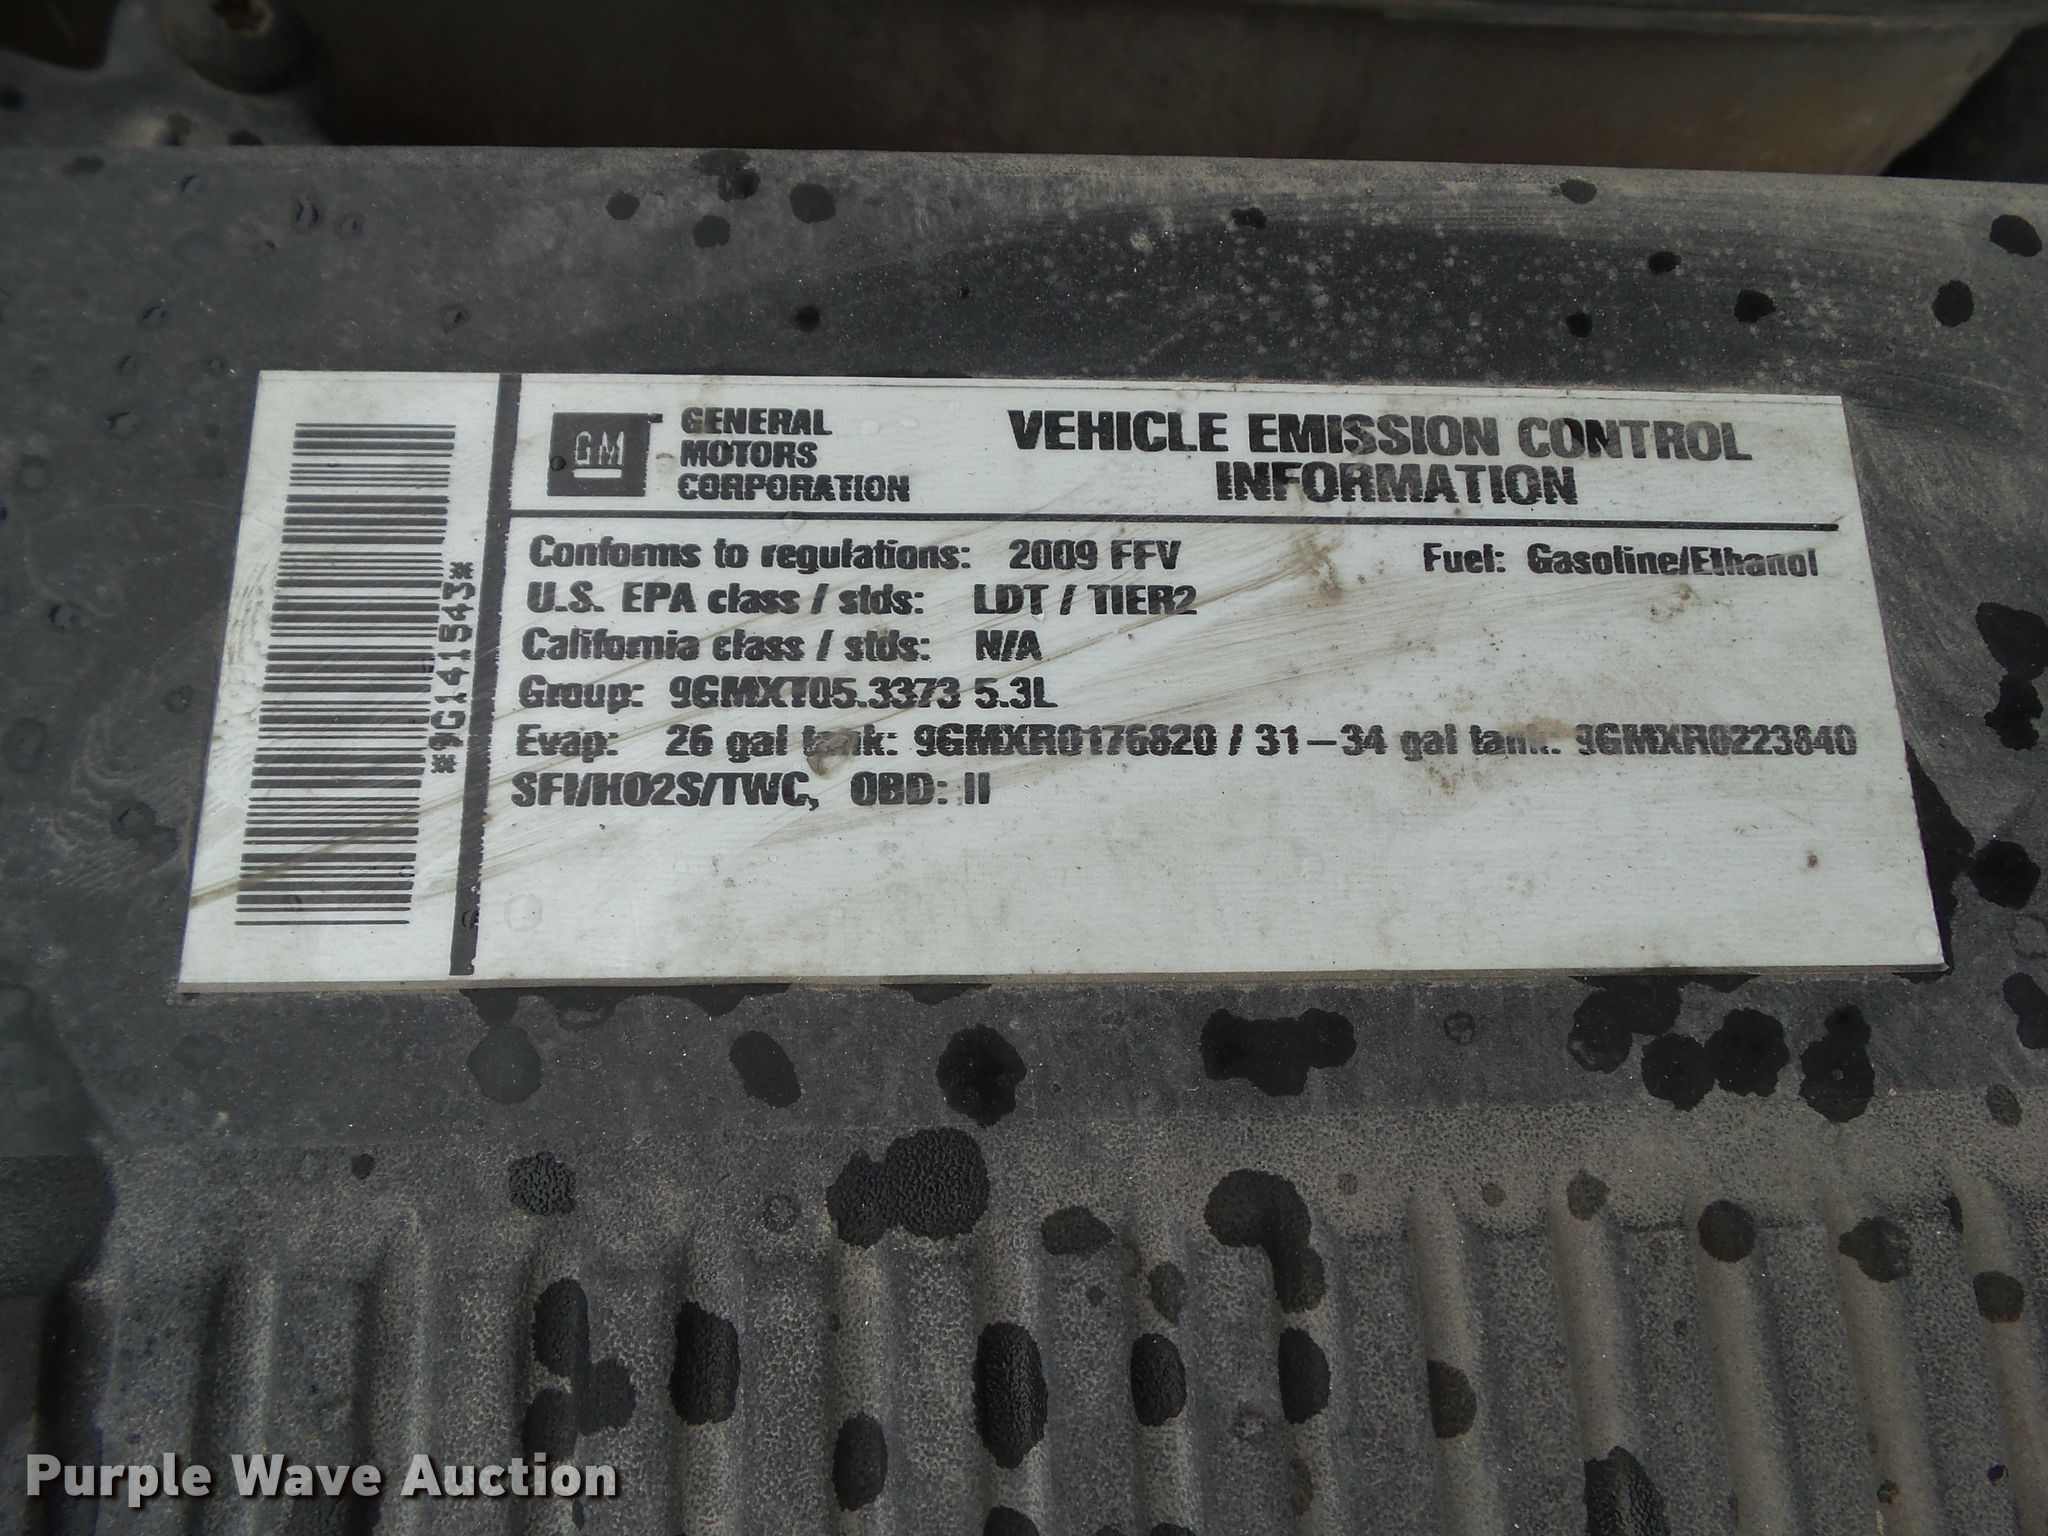 GM
GENERAL
MOTORS
CORPORATION
VEHICLE EMISSION CONTROL
INFORMATION
*9G141543*
Conforms to regulations: 2009 FFV Fuel: Gasoline/Ethanol
U.S. EPA class / stds: LDT / TIER2
California class / stds: N/A
Group: 9GMXT05.3373 5.3L
Evap: 26 gal tank: 9GMXR0176820 / 31-34 gal tank: 9GMXR0223840
SFI/HO2S/TWC, OBD: II
Purple Wave Auction